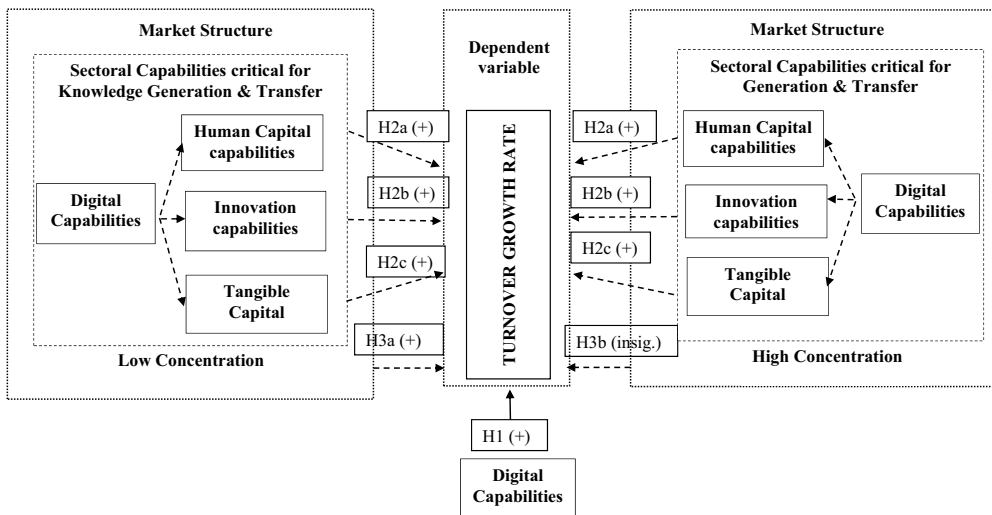 Market Structure
Sectoral Capabilities critical for
Knowledge Generation & Transfer
Human Capital
capabilities
Digital
Capabilities
Innovation
capabilities
Tangible
Capital
Low Concentration
H2a (+)
H2b (+)
H2c (+)
H3a (+)
Dependent
variable
TURNOVER GROWTH RATE
H1 (+)
Digital
Capabilities
H2a (+)
H2b (+)
H2c (+)
H3b (insig.)
Market Structure
Sectoral Capabilities critical for
Generation & Transfer
Human Capital
capabilities
Innovation
capabilities
Digital
Capabilities
Tangible
Capital
High Concentration